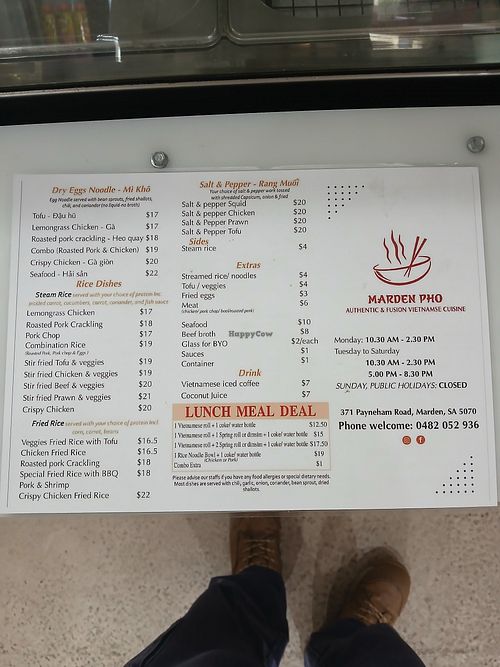 Dry Eggs Noodle - Mì Khô
Egg Noodle served with bean sprouts, fried shallots,
chili, and coriander (no Squid-no broth)
Tofu - Đậu hũ $17
Lemongrass Chicken - Gà $17
Roasted pork crackling - Heo quay $18
Combo (Roasted Pork & Chicken) $19
Crispy Chicken - Gà giòn $20
Seafood - Hải sản $22
Rice Dishes
Steam Rice served with your choice of protein Inc
pickled carrot, cucumbers, carrot, coriander, and fish sauce
Lemongrass Chicken $17
Roasted Pork Crackling $18
Pork Chop $17
Combination Rice $19
(Roasted Pork, Pork chop & Eggs)
Stir fried Tofu & veggies $19
Stir fried Chicken & veggies $19
Stir fried Beef & veggies $20
Stir fried Prawn & veggies $21
Crispy Chicken $20
Fried Rice served with your choice of protein Incl
corn, carrot, beans
Veggies Fried Rice with Tofu $16.5
Chicken Fried Rice $16.5
Roasted pork Crackling $18
Special Fried Rice with BBQ $18
Pork & Shrimp
Crispy Chicken Fried Rice $22
Salt & Pepper - Rang Muối
Your choice of salt & pepper work tossed
with shredded Capsicum, onion & fried
Salt & pepper Squid $20
Salt & pepper Chicken $20
Salt & pepper Prawn $20
Salt & Pepper Tofu $20
Sides
Steam rice $4
Extras
Streamed rice/ noodles $4
Tofu / veggies $4
Fried eggs $3
Meat $6
(chicken/ pork chop/ beef/roasted pork)
Seafood $10
Beef broth $8
Glass for BYO $2/each
Sauces $1
Container $1
Drink
Vietnamese iced coffee $7
Coconut Juice $7
LUNCH MEAL DEAL
1 Vietnamese roll + 1 coke/ water bottle $12.50
1 Vietnamese roll + 1 Spring roll or dimsim + 1 coke/ water bottle $15
1 Vietnamese roll + 2 Spring roll or dimsim + 1 coke/ water bottle $17.50
1 Rice Noodle Bowl + 1 coke/ water bottle $19
(Chicken or Pork)
Combo Extra $1
Please advise our staffs if you have any food allergies or special dietary needs.
Most dishes are served with chili, garlic, onion, coriander, bean sprout, dried
shallots.
MARDEN PHO
AUTHENTIC & FUSION VIETNAMESE CUISINE
Monday: 10.30 AM - 2.30 PM
Tuesday to Saturday
10.30 AM - 2.30 PM
5.00 PM - 8.30 PM
SUNDAY, PUBLIC HOLIDAYS: CLOSED
371 Payneham Road, Marden, SA 5070
Phone welcome: 0482 052 936
HappyCow